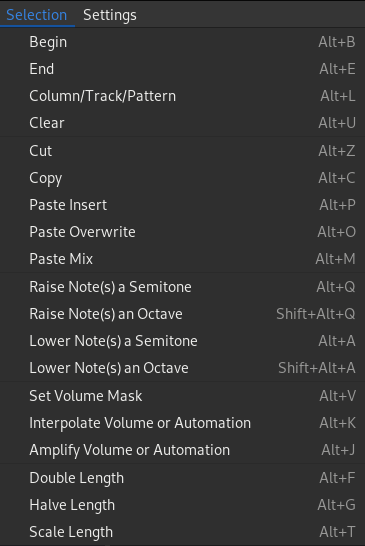 Selection Settings
Begin Alt+B
End Alt+E
Column/Track/Pattern Alt+L
Clear Alt+U
Cut Alt+Z
Copy Alt+C
Paste Insert Alt+P
Paste Overwrite Alt+O
Paste Mix Alt+M
Raise Note(s) a Semitone Alt+Q
Raise Note(s) an Octave Shift+Alt+Q
Lower Note(s) a Semitone Alt+A
Lower Note(s) an Octave Shift+Alt+A
Set Volume Mask Alt+V
Interpolate Volume or Automation Alt+K
Amplify Volume or Automation Alt+J
Double Length Alt+F
Halve Length Alt+G
Scale Length Alt+T